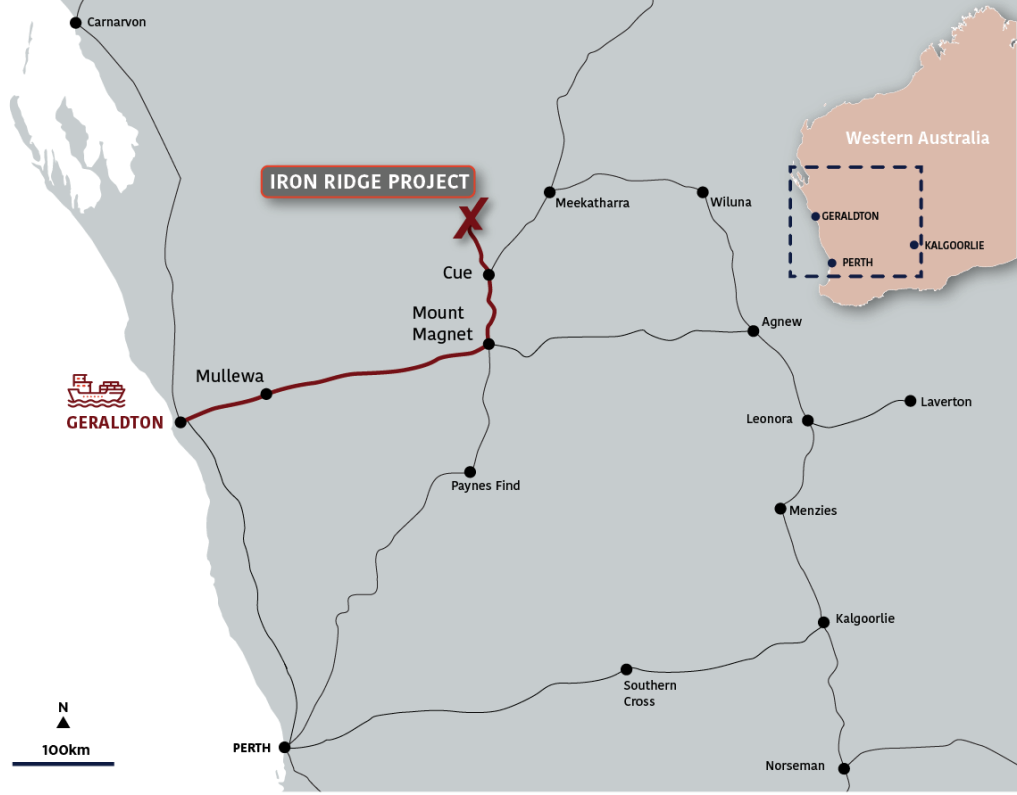 Carnarvon
Western Australia
IRON RIDGE PROJECT
Meekatharra
Wiluna
GERALDTON
KALGOORLIE
PERTH
Cue
Mount
Magnet
Agnew
Mullewa
Laverton
GERALDTON
Leonora
Paynes Find
Menzies
Kalgoorlie
Southern
Cross
N
100km
PERTH
Norseman